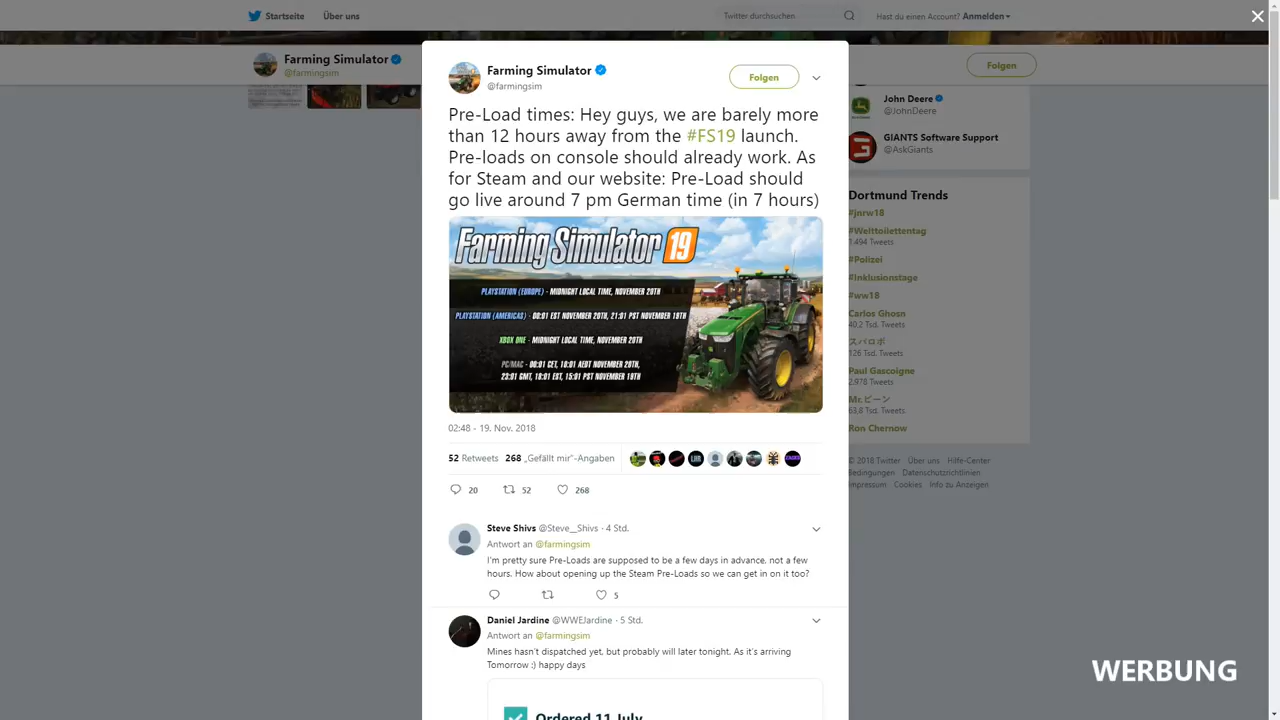 Startseite
Über uns
Twitter durchsuchen
Hast du einen Account? Anmelden
Farming Simulator
@farmingsim
Folgen
Farming Simulator
@farmingsim
Folgen
Pre-Load times: Hey guys, we are barely more
than 12 hours away from the #FS19 launch.
Pre-loads on console should already work. As
for Steam and our website: Pre-Load should
go live around 7 pm German time (in 7 hours)
Farming Simulator 19
PLAYSTATION (EUROPE) - MIDNIGHT LOCAL TIME, NOVEMBER 20TH
PLAYSTATION (AMERICAS) - 00:01 EST NOVEMBER 20TH, 21:01 PST NOVEMBER 19TH
XBOX ONE - MIDNIGHT LOCAL TIME, NOVEMBER 20TH
PC/MAC - 00:01 CET, 10:01 AEDT NOVEMBER 20TH,
23:01 GMT, 18:01 EST, 15:01 PST NOVEMBER 19TH
02:48 - 19. Nov. 2018
52 Retweets 268 „Gefällt mir“-Angaben
20 52 268
Steve Shivs @Steve__Shivs · 4 Std.
Antwort an @farmingsim
I'm pretty sure Pre-Loads are supposed to be a few days in advance, not a few
hours. How about opening up the Steam Pre-Loads so we can get in on it too?
5
Daniel Jardine @WWEJardine · 5 Std.
Antwort an @farmingsim
Mines hasn't dispatched yet, but probably will later tonight. As it's arriving
Tomorrow :) happy days
Ordered 11 July
John Deere
@JohnDeere
GIANTS Software Support
@AskGiants
Dortmund Trends
#jnrw18
#Welttoilettentag
1.494 Tweets
#Polizei
#Inklusionstage
#ww18
Carlos Ghosn
40,2 Tsd. Tweets
スパロボ
126 Tsd. Tweets
Paul Gascoigne
2.978 Tweets
Mr.ビーン
63,8 Tsd. Tweets
Ron Chernow
© 2018 Twitter Über uns Hilfe-Center
Bedingungen Datenschutzrichtlinien
Impressum Cookies Info zu Anzeigen
WERBUNG